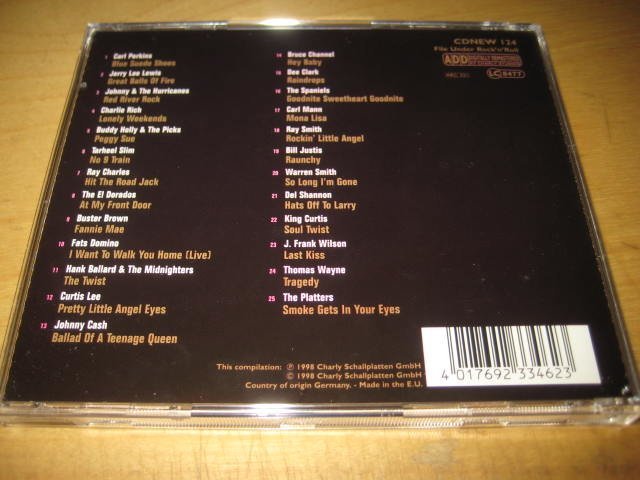 1 Carl Perkins
Blue Suede Shoes
2 Jerry Lee Lewis
Great Balls Of Fire
3 Johnny & The Hurricanes
Red River Rock
4 Charlie Rich
Lonely Weekends
5 Buddy Holly & The Picks
Peggy Sue
6 Tarheel Slim
No 9 Train
7 Ray Charles
Hit The Road Jack
8 The El Dorados
At My Front Door
9 Buster Brown
Fannie Mae
10 Fats Domino
I Want To Walk You Home (Live)
11 Hank Ballard & The Midnighters
The Twist
12 Curtis Lee
Pretty Little Angel Eyes
13 Johnny Cash
Ballad Of A Teenage Queen
14 Bruce Channel
Hey Baby
15 Dee Clark
Raindrops
16 The Spaniels
Goodnite Sweetheart Goodnite
17 Carl Mann
Mona Lisa
18 Ray Smith
Rockin' Little Angel
19 Bill Justis
Raunchy
20 Warren Smith
So Long I'm Gone
21 Del Shannon
Hats Off To Larry
22 King Curtis
Soul Twist
23 J. Frank Wilson
Last Kiss
24 Thomas Wayne
Tragedy
25 The Platters
Smoke Gets In Your Eyes
CDNEW 124
File Under Rock'n'Roll
ADD DIGITALLY REMASTERED
LC 8477
This compilation: ℗ 1998 Charly Schallplatten GmbH
© 1998 Charly Schallplatten GmbH
Country of origin Germany. - Made in the E.U.
4 017692 334623